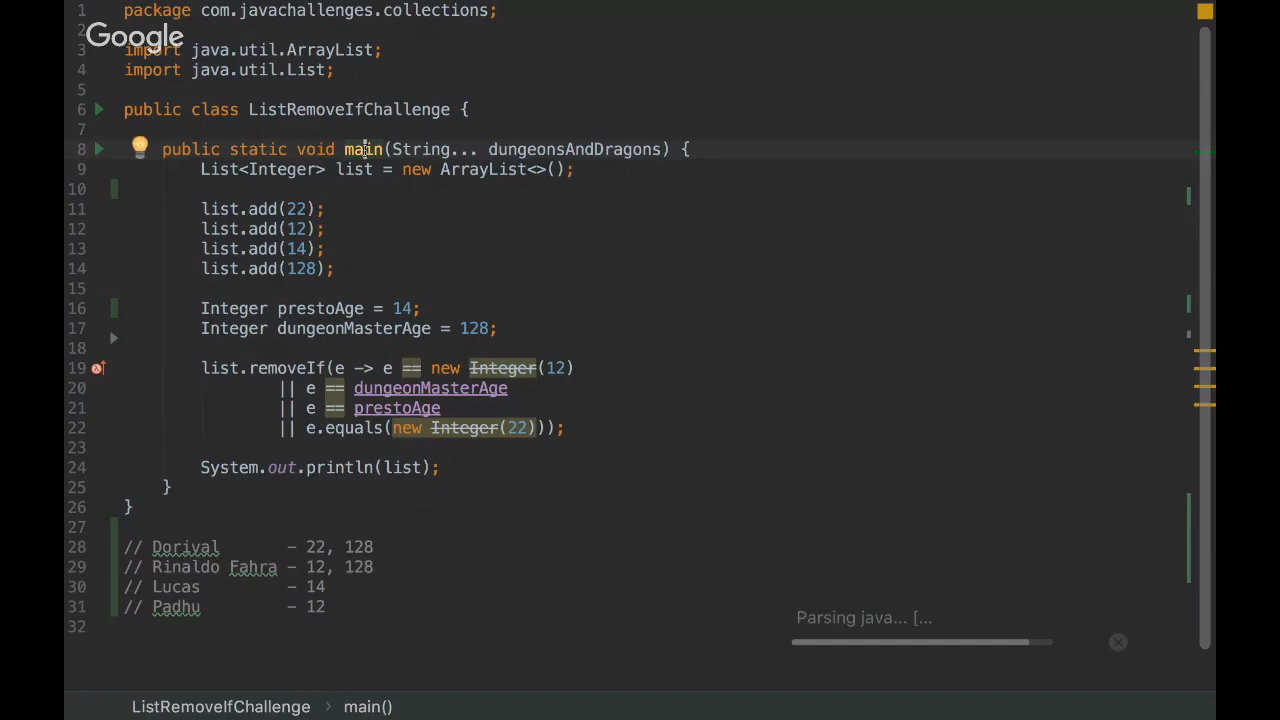 1 package com.javachallenges.collections;
2
Google
3 import java.util.ArrayList;
4 import java.util.List;
5
6 public class ListRemoveIfChallenge {
7
8 public static void main(String... dungeonsAndDragons) {
9 List<Integer> list = new ArrayList<>();
10
11 list.add(22);
12 list.add(12);
13 list.add(14);
14 list.add(128);
15
16 Integer prestoAge = 14;
17 Integer dungeonMasterAge = 128;
18
19 list.removeIf(e -> e == new Integer(12)
20 || e == dungeonMasterAge
21 || e == prestoAge
22 || e.equals(new Integer(22)));
23
24 System.out.println(list);
25 }
26 }
27
28 // Dorival - 22, 128
29 // Rinaldo Fahra - 12, 128
30 // Lucas - 14
31 // Padhu - 12
32
Parsing java... [...
ListRemoveIfChallenge > main()